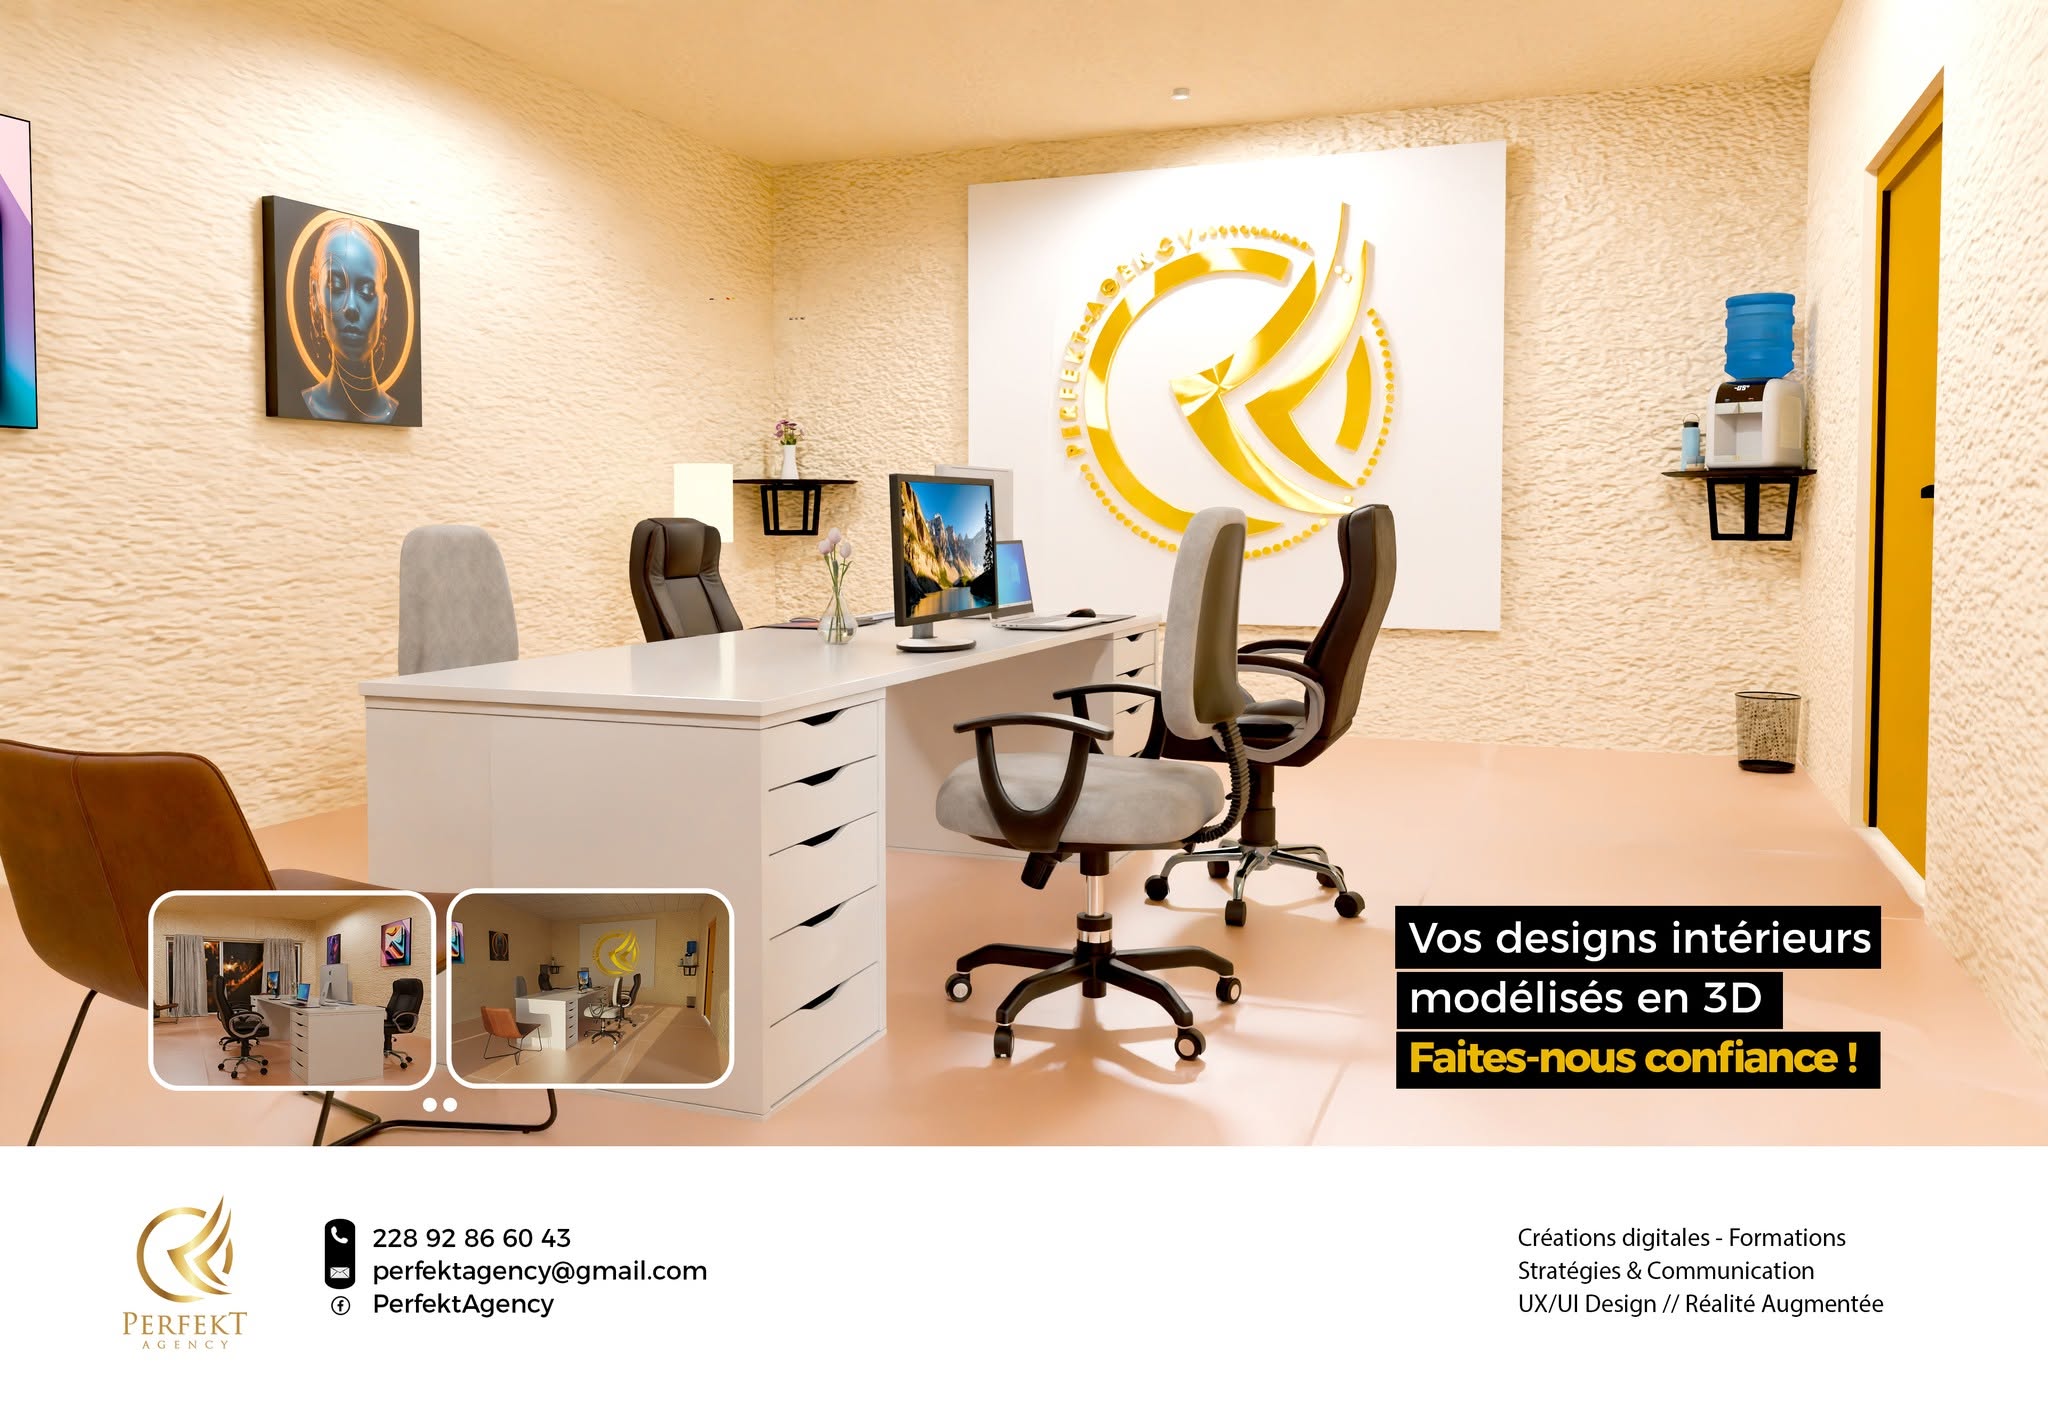 PERFEKT-AGENCY
Vos designs intérieurs
modélisés en 3D
Faites-nous confiance !
PERFEKT
AGENCY
228 92 86 60 43
perfektagency@gmail.com
PerfektAgency
Créations digitales - Formations
Stratégies & Communication
UX/UI Design // Réalité Augmentée